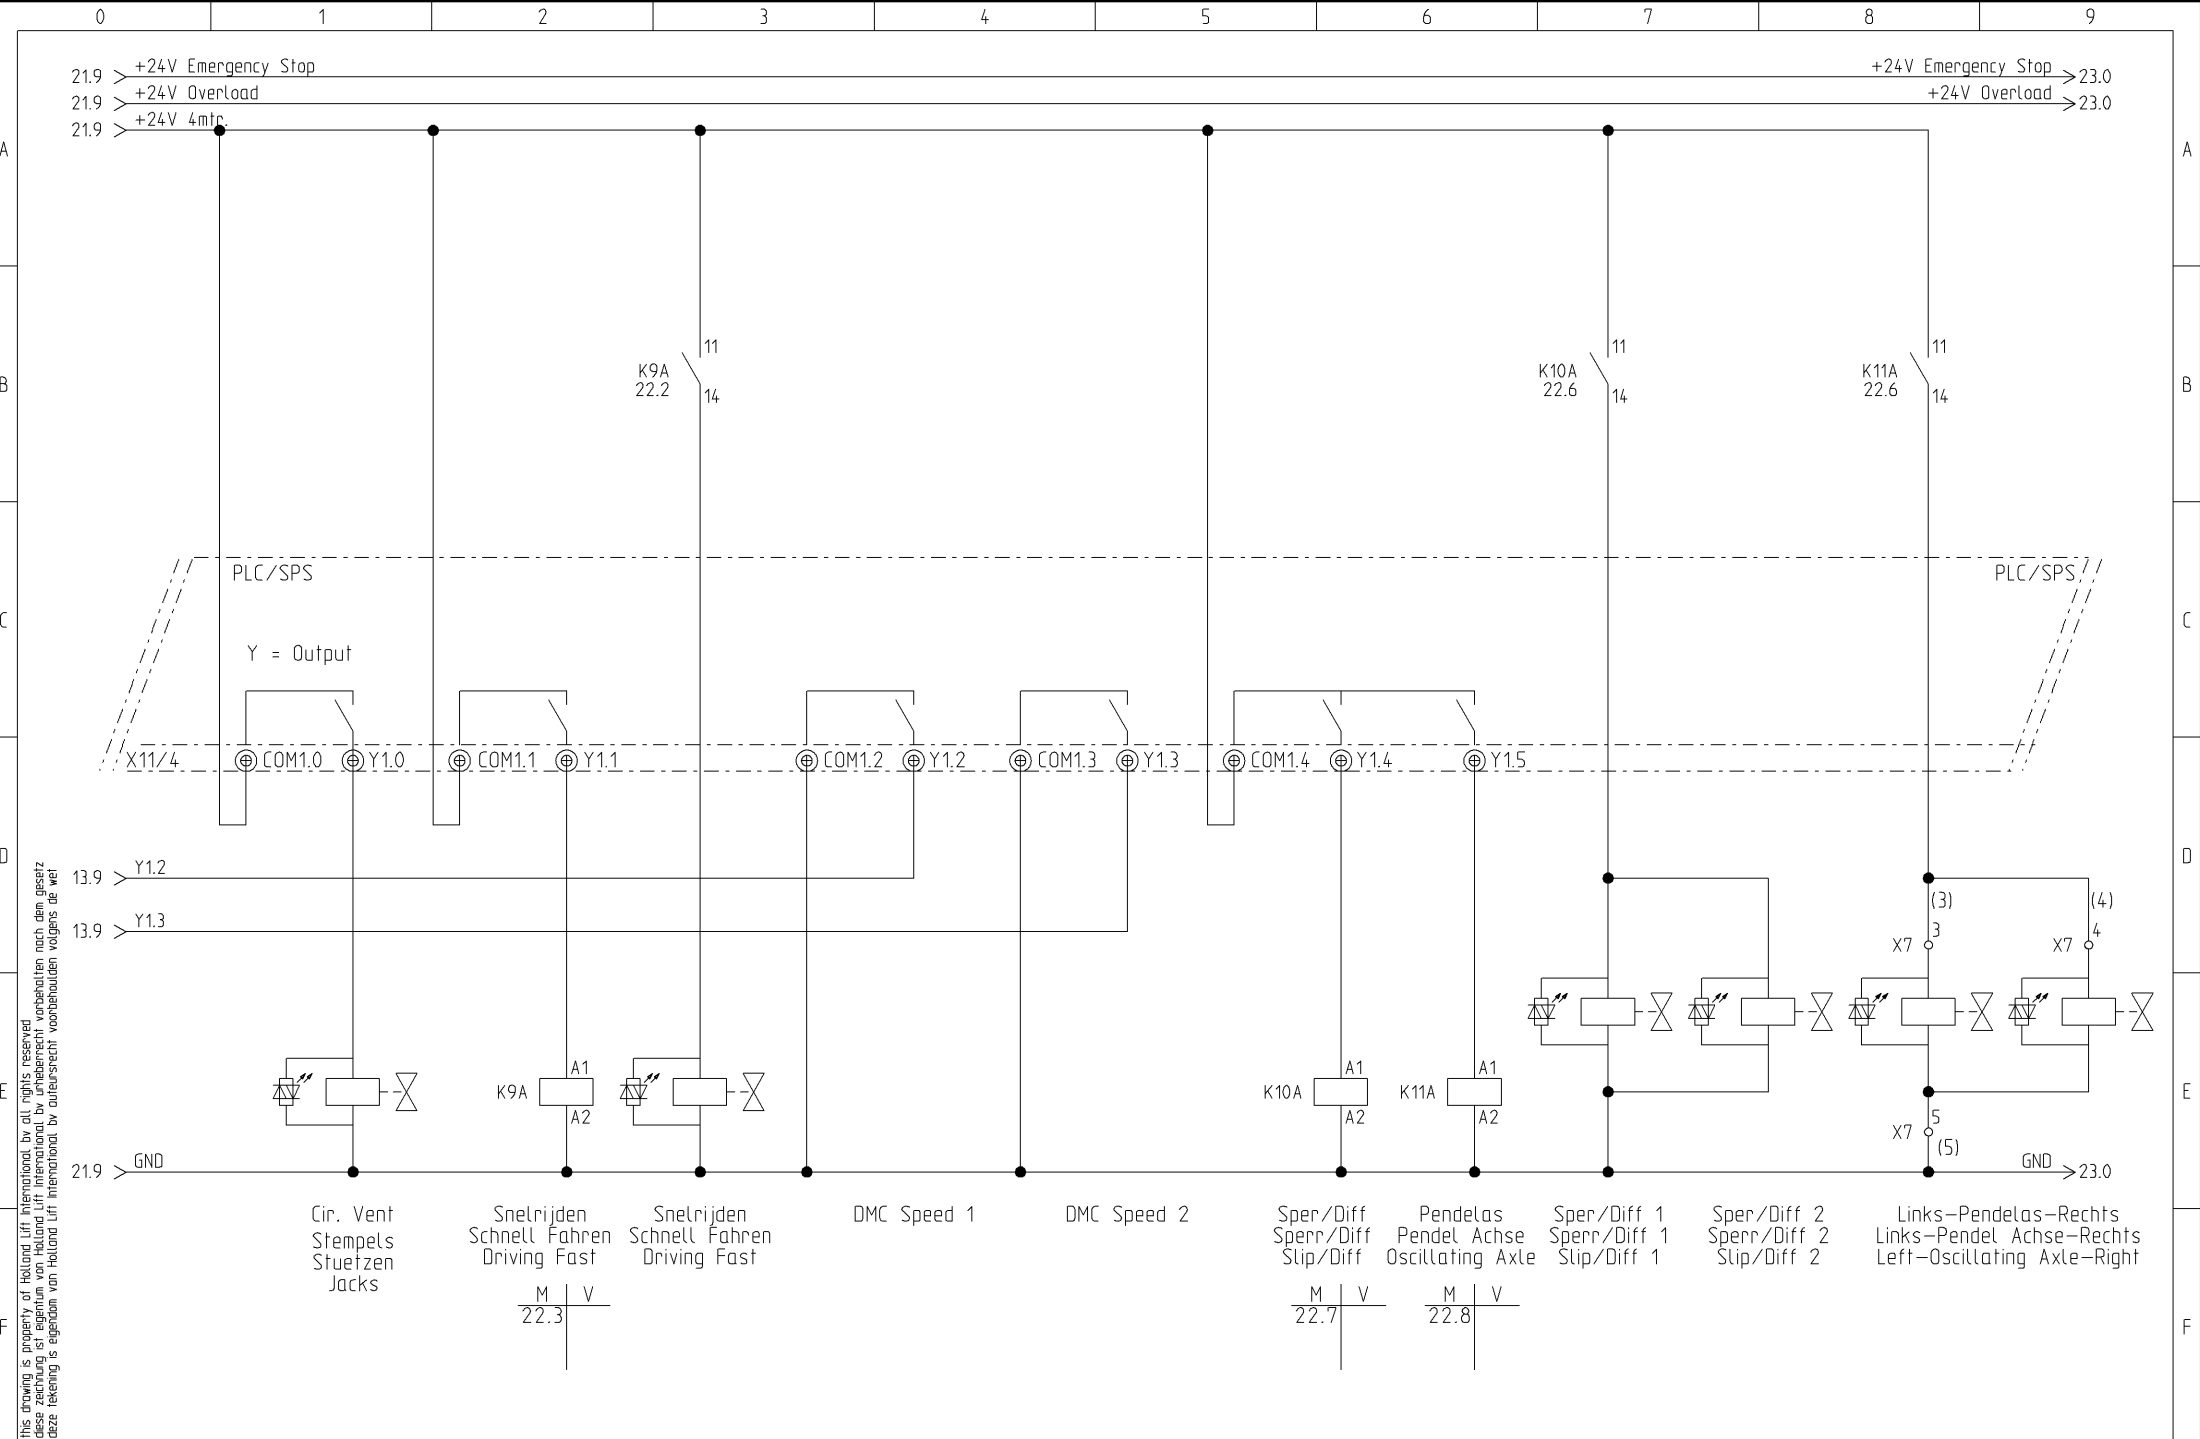 0 1 2 3 4 5 6 7 8 9
21.9 +24V Emergency Stop +24V Emergency Stop 23.0
21.9 +24V Overload +24V Overload 23.0
21.9 +24V 4mtr.
A A
11 11 11
K9A K10A K11A
22.2 22.6 22.6
14 14 14
B B
PLC/SPS PLC/SPS
C C
Y = Output
X11/4 COM1.0 Y1.0 COM1.1 Y1.1 COM1.2 Y1.2 COM1.3 Y1.3 COM1.4 Y1.4 Y1.5
D D
13.9 Y1.2
13.9 Y1.3
(3) (4)
3 4
X7 X7
A1 A1 A1
K9A K10A K11A
A2 A2 A2
E E
5
X7
(5)
21.9 GND GND 23.0
Cir. Vent
Stempels
Stuetzen
Jacks
Snelrijden
Schnell Fahren
Driving Fast
Snelrijden
Schnell Fahren
Driving Fast
DMC Speed 1
DMC Speed 2
Sper/Diff
Sperr/Diff
Slip/Diff
Pendelas
Pendel Achse
Oscillating Axle
Sper/Diff 1
Sperr/Diff 1
Slip/Diff 1
Sper/Diff 2
Sperr/Diff 2
Slip/Diff 2
Links-Pendelas-Rechts
Links-Pendel Achse-Rechts
Left-Oscillating Axle-Right
M V M V M V
22.3 22.7 22.8
F F
this drawing is property of Holland Lift International bv all rights reserved
diese zeichnung ist eigentum von Holland Lift International bv urheberrecht vorbehalten nach dem gesetz
deze tekening is eigendom van Holland Lift International bv auteursrecht voorbehoulden volgens de wet